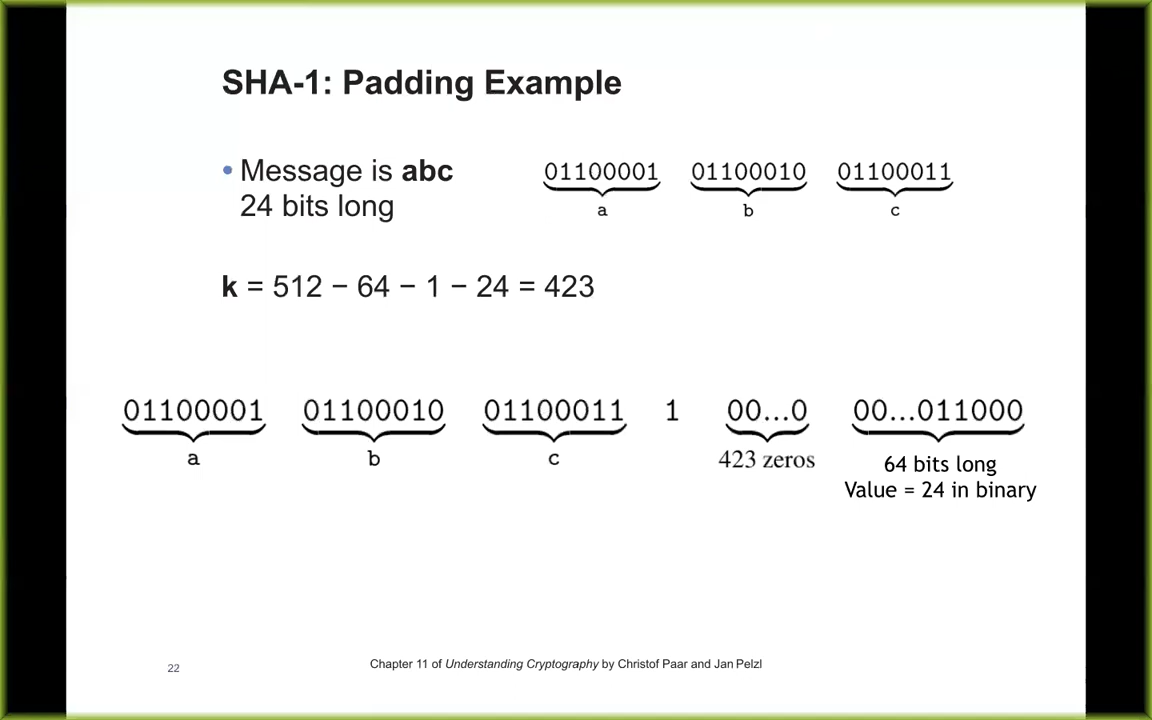 SHA-1: Padding Example
• Message is abc
24 bits long
01100001 01100010 01100011
a b c
k = 512 − 64 − 1 − 24 = 423
01100001 01100010 01100011 1 00...0 00...011000
a b c 423 zeros 64 bits long
Value = 24 in binary
22 Chapter 11 of Understanding Cryptography by Christof Paar and Jan Pelzl